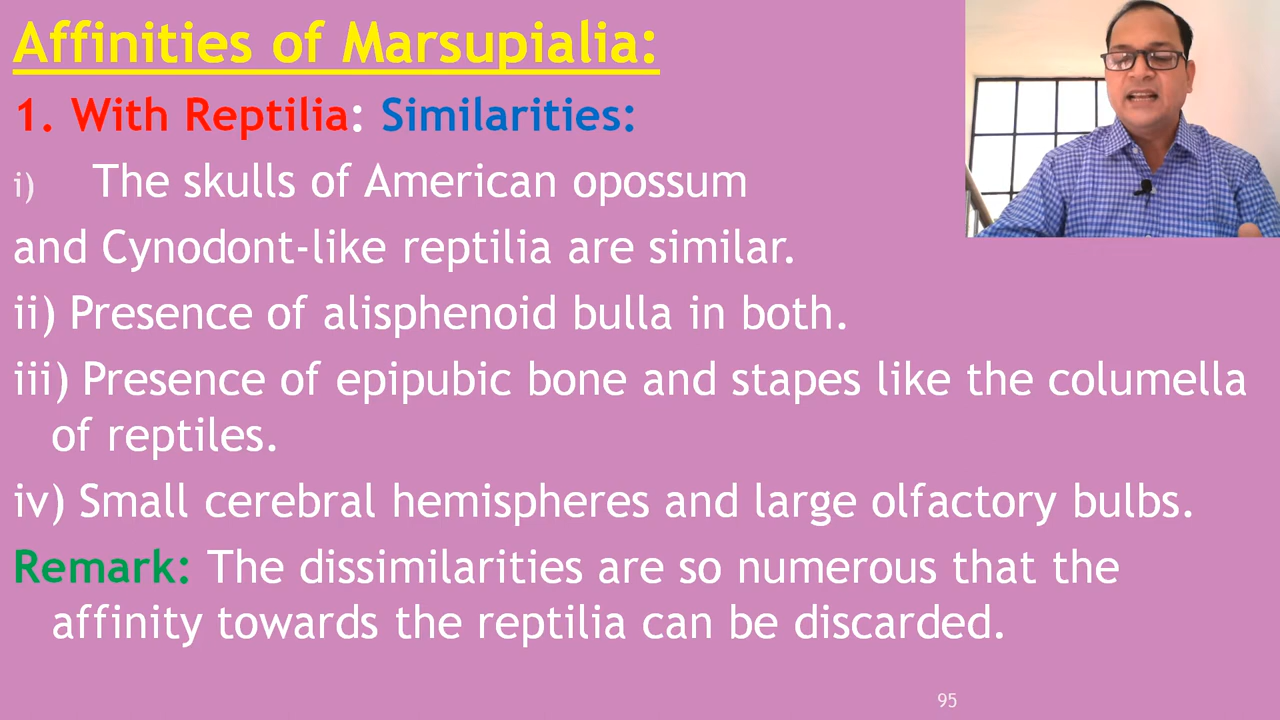 Affinities of Marsupialia:
1. With Reptilia: Similarities:
i) The skulls of American opossum
and Cynodont-like reptilia are similar.
ii) Presence of alisphenoid bulla in both.
iii) Presence of epipubic bone and stapes like the columella
of reptiles.
iv) Small cerebral hemispheres and large olfactory bulbs.
Remark: The dissimilarities are so numerous that the
affinity towards the reptilia can be discarded.
95